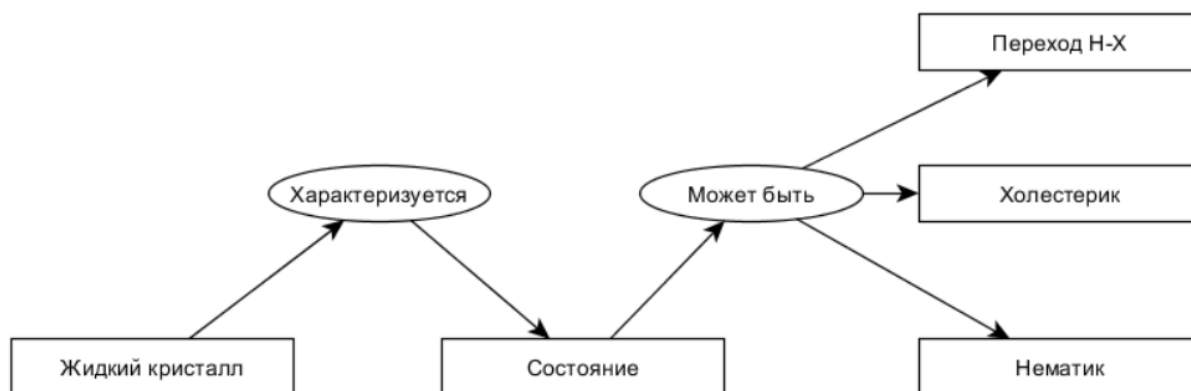 Переход Н-Х
Характеризуется
Может быть
Холестерик
Жидкий кристалл
Состояние
Нематик